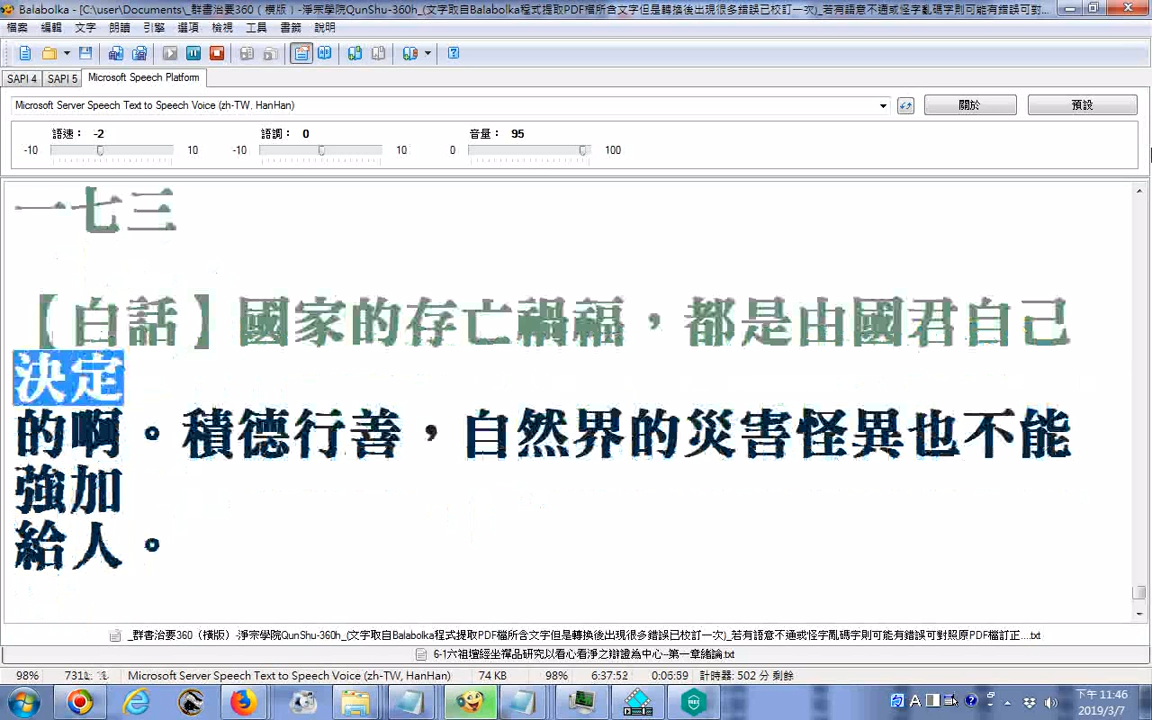 Balabolka - [C:\user\Documents\_群書治要360（橫版）-淨宗學院QunShu-360h_(文字取自Balabolka程式提取PDF檔所含文字但是轉換後出現很多錯誤已校訂一次)_若有語意不通或怪字亂碼字則可能有錯誤可對...
檔案 編輯 文字 朗讀 引擎 選項 檢視 工具 書籤 說明
SAPI 4 SAPI 5 Microsoft Speech Platform
Microsoft Server Speech Text to Speech Voice (zh-TW, HanHan) 關於 預設
語速： -2 語調： 0 音量： 95
-10 10 -10 10 0 100
一七三
【白話】國家的存亡禍福，都是由國君自己
決定
的啊。積德行善，自然界的災害怪異也不能
強加
給人。
_群書治要360（橫版）-淨宗學院QunShu-360h_(文字取自Balabolka程式提取PDF檔所含文字但是轉換後出現很多錯誤已校訂一次)_若有語意不通或怪字亂碼字則可能有錯誤可對照原PDF檔訂正....txt
6-1六祖壇經坐禪品研究以看心看淨之辯證為中心--第一章緒論.txt
98% Microsoft Server Speech Text to Speech Voice (zh-TW, HanHan) 74 KB 98% 6:37:52 0:06:59 計時器: 502 分 剩餘
下午 11:46
2019/3/7